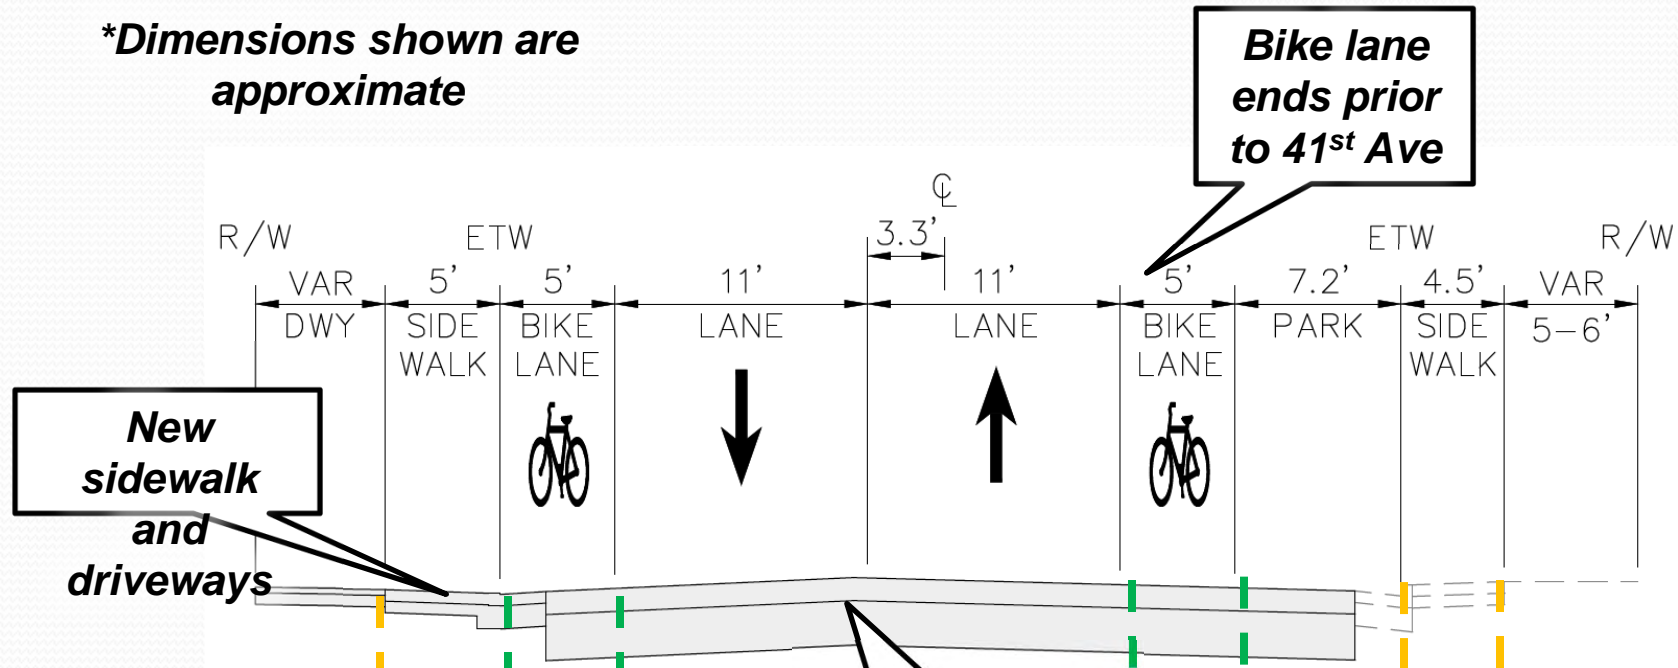 *Dimensions shown are
approximate
Bike lane
ends prior
to 41st Ave
℄
R/W ETW 3.3' ETW R/W
VAR 5' 5' 11' 11' 5' 7.2' 4.5' VAR
DWY SIDE BIKE LANE LANE BIKE PARK SIDE 5-6'
WALK LANE LANE WALK
New
sidewalk
and
driveways